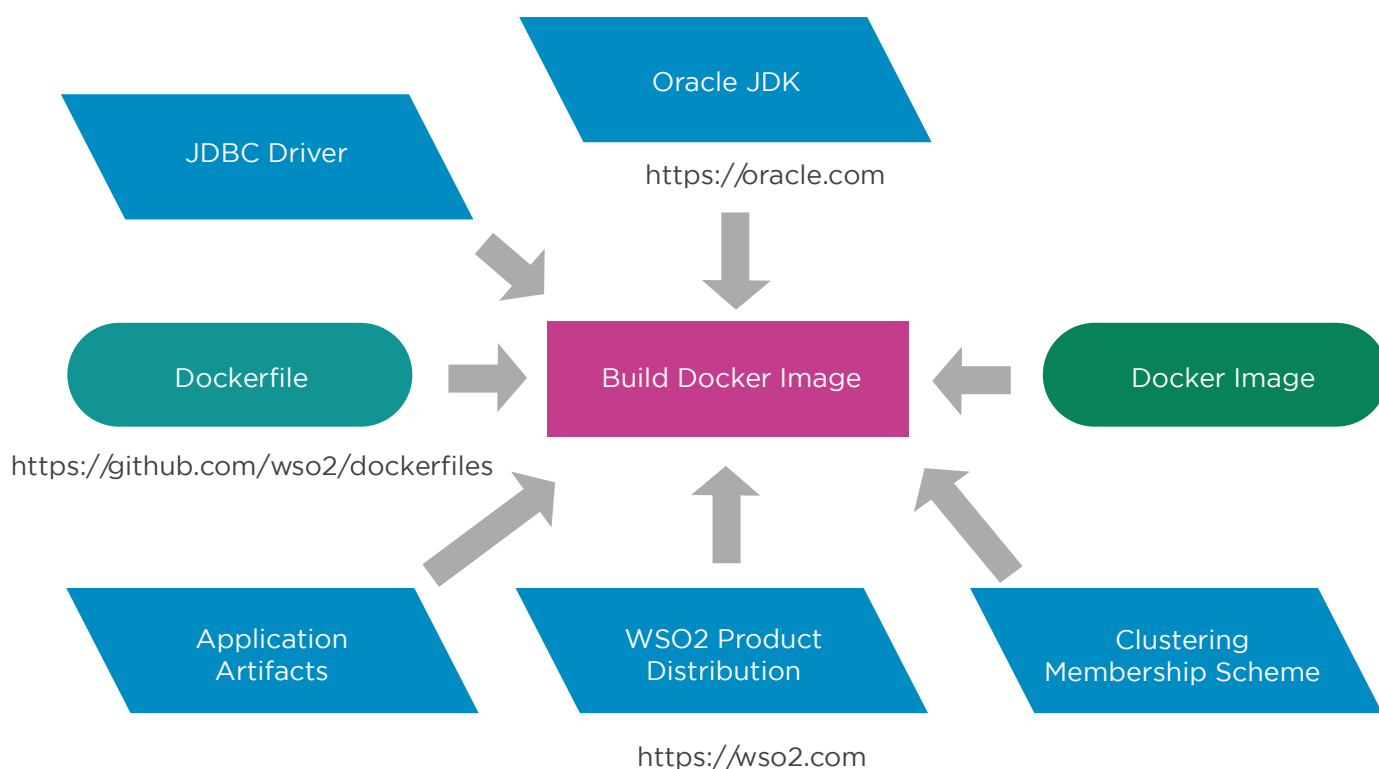 Oracle JDK
https://oracle.com
JDBC Driver
Dockerfile
https://github.com/wso2/dockerfiles
Build Docker Image
Docker Image
Application
Artifacts
WSO2 Product
Distribution
https://wso2.com
Clustering
Membership Scheme